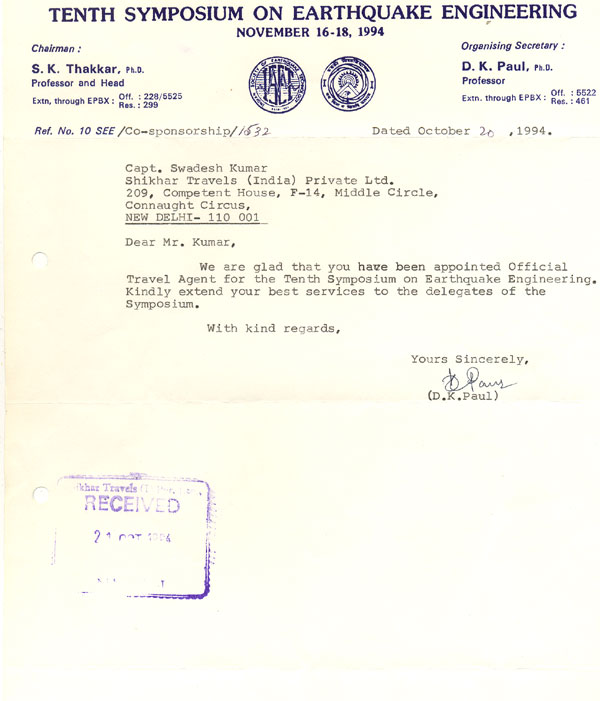 TENTH SYMPOSIUM ON EARTHQUAKE ENGINEERING
NOVEMBER 16-18, 1994
Chairman :
S. K. Thakkar, Ph.D.
Professor and Head
Extn. through EPBX : Off. : 228/5525
Res. : 299
Organising Secretary :
D. K. Paul, Ph.D.
Professor
Extn. through EPBX : Off. : 5522
Res. : 461
Ref. No. 10 SEE/Co-sponsorship/1532
Dated October 20 ,1994.
Capt. Swadesh Kumar
Shikhar Travels (India) Private Ltd.
209, Competent House, F-14, Middle Circle,
Connaught Circus,
NEW DELHI- 110 001
Dear Mr. Kumar,
We are glad that you have been appointed Official
Travel Agent for the Tenth Symposium on Earthquake Engineering.
Kindly extend your best services to the delegates of the
Symposium.
With kind regards,
Yours Sincerely,
D Paul
(D.K.Paul)
khar Travels
RECEIVED
21 OCT 1994